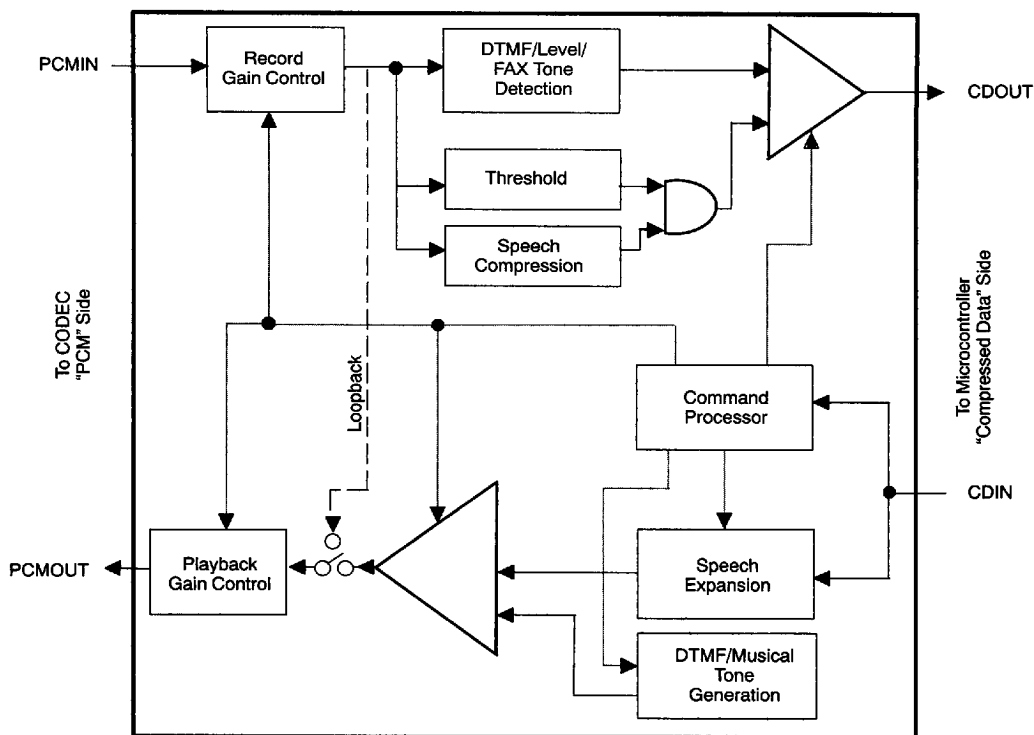 PCMIN
Record
Gain Control
DTMF/Level/
FAX Tone
Detection
CDOUT
Threshold
Speech
Compression
To CODEC
"PCM" Side
Loopback
Command
Processor
To Microcontroller
"Compressed Data" Side
CDIN
PCMOUT
Playback
Gain Control
Speech
Expansion
DTMF/Musical
Tone
Generation